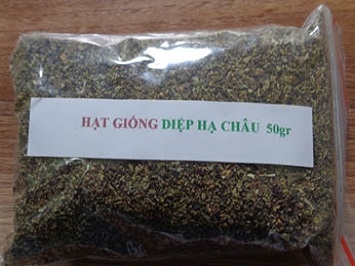 HẠT GIỐNG DIỆP HẠ CHÂU 50gr